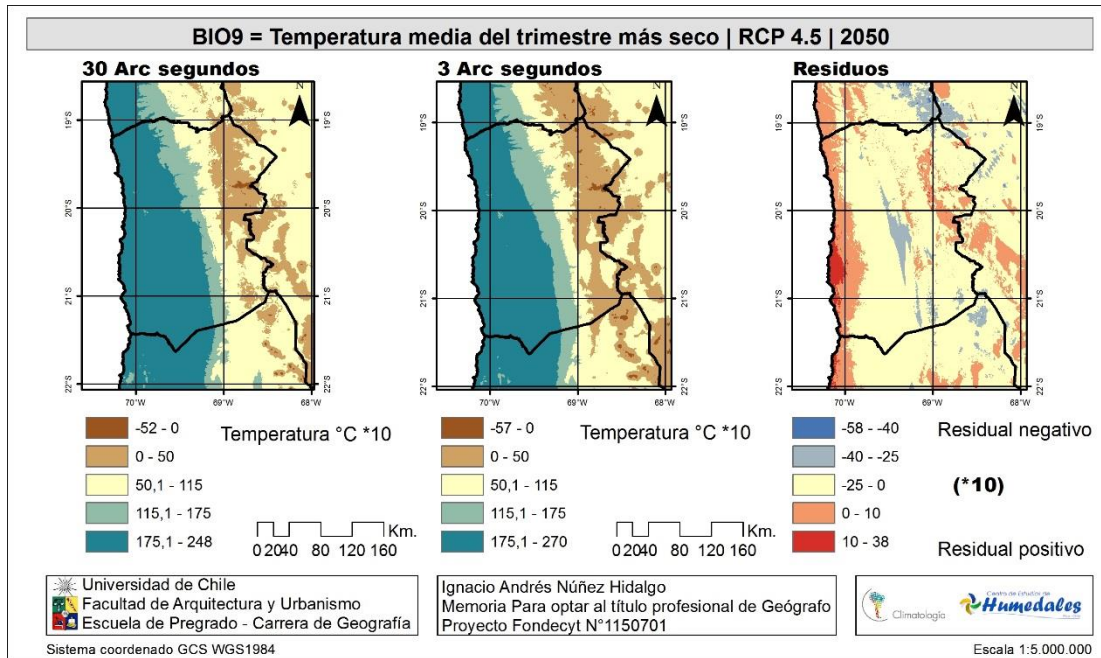 BIO9 = Temperatura media del trimestre más seco | RCP 4.5 | 2050
30 Arc segundos
3 Arc segundos
Residuos
N
N
N
19°S
20°S
21°S
22°S
19°S
20°S
21°S
22°S
19°S
20°S
21°S
22°S
19°S
20°S
21°S
22°S
19°S
20°S
21°S
22°S
19°S
20°S
21°S
22°S
70°W 69°W 68°W
70°W 69°W 68°W
70°W 69°W 68°W
Temperatura °C *10
-52 - 0
0 - 50
50,1 - 115
115,1 - 175
175,1 - 248
Km.
0 20 40 80 120 160
Temperatura °C *10
-57 - 0
0 - 50
50,1 - 115
115,1 - 175
175,1 - 270
Km.
0 20 40 80 120 160
-58 - -40
-40 - -25
-25 - 0
0 - 10
10 - 38
Residual negativo
(*10)
Residual positivo
Universidad de Chile
Facultad de Arquitectura y Urbanismo
Escuela de Pregrado - Carrera de Geografía
Ignacio Andrés Núñez Hidalgo
Memoria Para optar al título profesional de Geógrafo
Proyecto Fondecyt N°1150701
Climatología
Centro de Estudios de
Humedales
Sistema coordenado GCS WGS1984
Escala 1:5.000.000